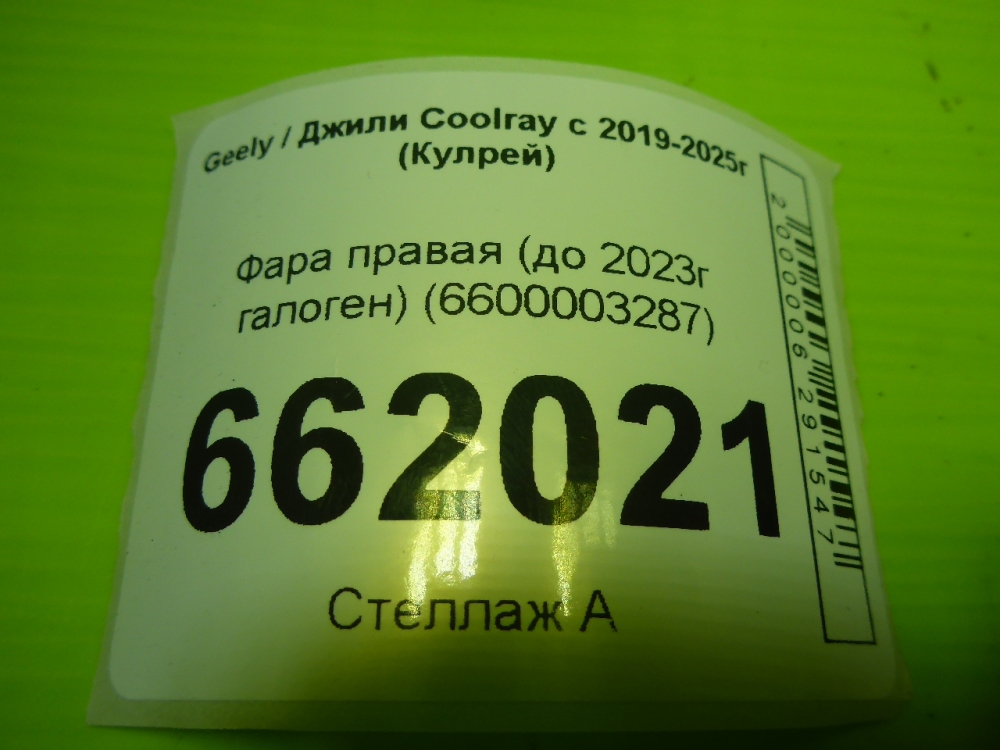 Geely / Джили Coolray с 2019-2025г
(Кулрей)
Фара правая (до 2023г
галоген) (6600003287)
662021
Стеллаж А
2000006291547